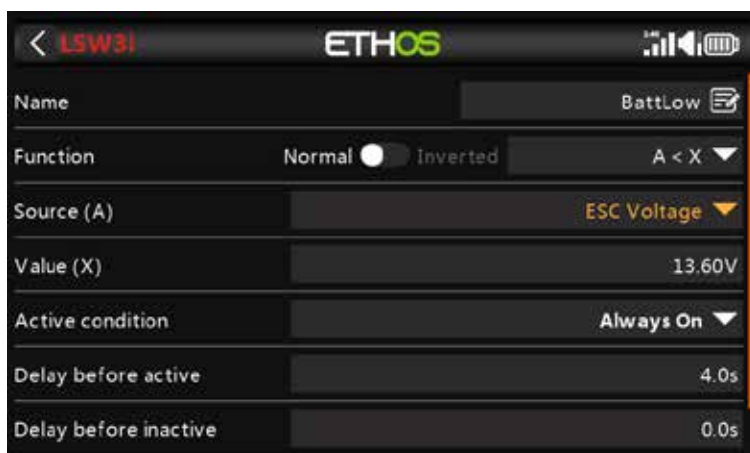 LSW3 ETHOS
Name BattLow
Function Normal Inverted A < X
Source (A) ESC Voltage
Value (X) 13.60V
Active condition Always On
Delay before active 4.0s
Delay before inactive 0.0s